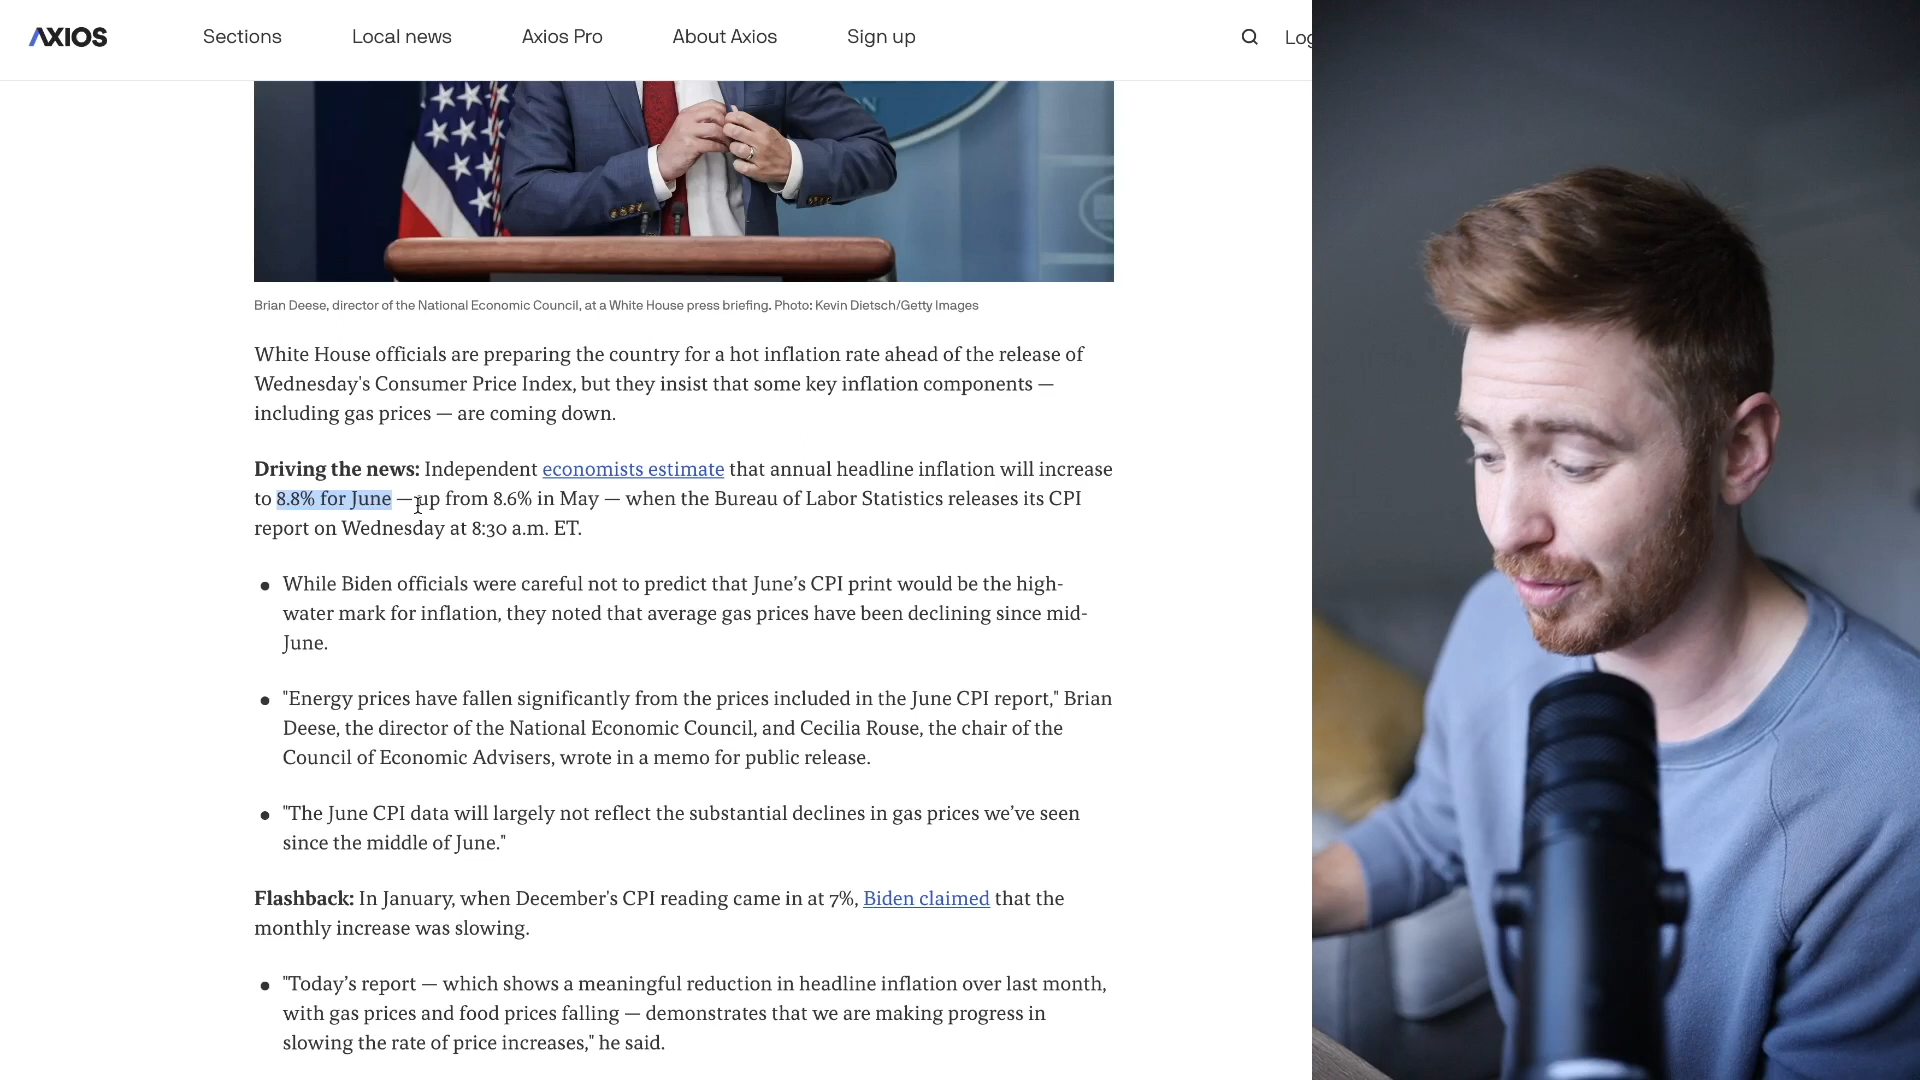 AXIOS
Sections
Local news
Axios Pro
About Axios
Sign up
Log
Brian Deese, director of the National Economic Council, at a White House press briefing. Photo: Kevin Dietsch/Getty Images
White House officials are preparing the country for a hot inflation rate ahead of the release of
Wednesday's Consumer Price Index, but they insist that some key inflation components —
including gas prices — are coming down.
Driving the news: Independent economists estimate that annual headline inflation will increase
to 8.8% for June — up from 8.6% in May — when the Bureau of Labor Statistics releases its CPI
report on Wednesday at 8:30 a.m. ET.
While Biden officials were careful not to predict that June’s CPI print would be the high-
water mark for inflation, they noted that average gas prices have been declining since mid-
June.
"Energy prices have fallen significantly from the prices included in the June CPI report," Brian
Deese, the director of the National Economic Council, and Cecilia Rouse, the chair of the
Council of Economic Advisers, wrote in a memo for public release.
"The June CPI data will largely not reflect the substantial declines in gas prices we’ve seen
since the middle of June."
Flashback: In January, when December's CPI reading came in at 7%, Biden claimed that the
monthly increase was slowing.
"Today’s report — which shows a meaningful reduction in headline inflation over last month,
with gas prices and food prices falling — demonstrates that we are making progress in
slowing the rate of price increases," he said.